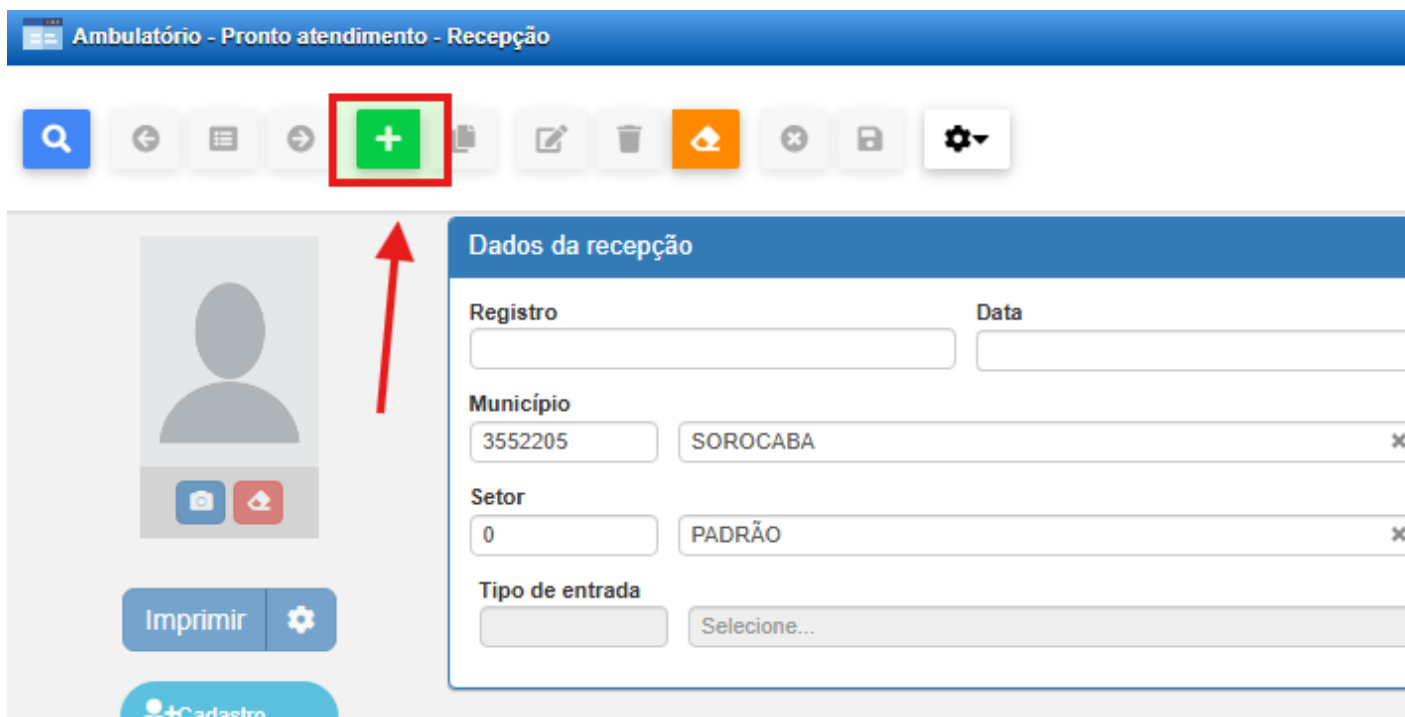 Ambulatório - Pronto atendimento - Recepção
Dados da recepção
Registro
Data
Município
3552205
SOROCABA
Setor
0
PADRÃO
Tipo de entrada
Selecione...
Imprimir
Cadastro